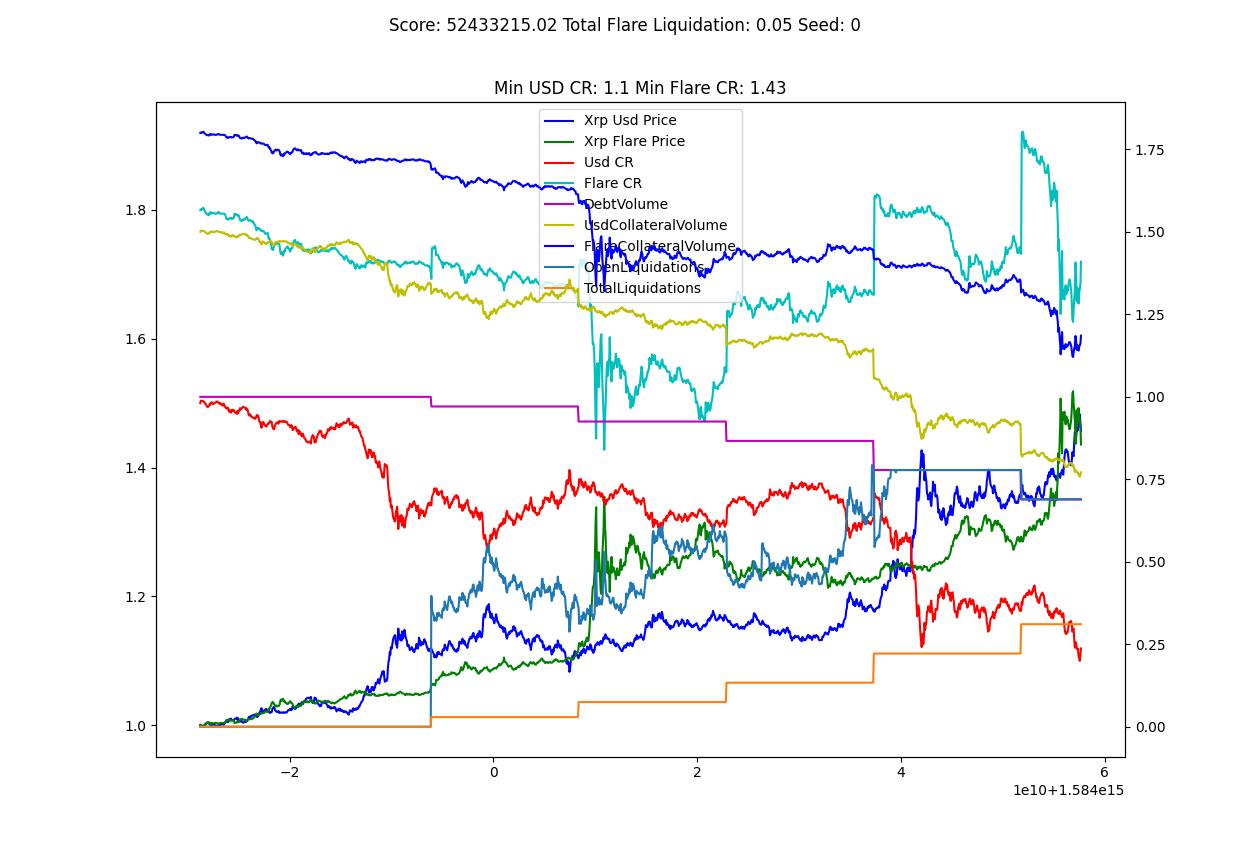 Score: 52433215.02 Total Flare Liquidation: 0.05 Seed: 0
Min USD CR: 1.1 Min Flare CR: 1.43
Xrp Usd Price
Xrp Flare Price
Usd CR
Flare CR
DebtVolume
UsdCollateralVolume
FlareCollateralVolume
OpenLiquidations
TotalLiquidations
1.8
1.6
1.4
1.2
1.0
1.75
1.50
1.25
1.00
0.75
0.50
0.25
0.00
−2
0
2
4
6
1e10+1.584e15